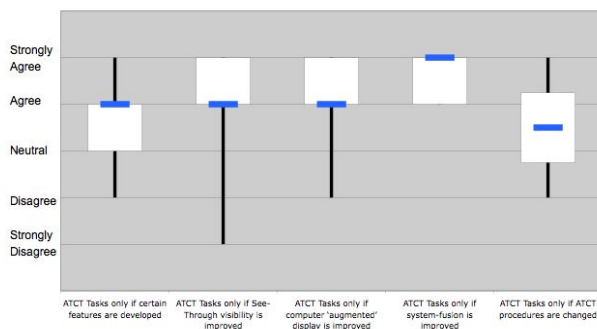 Strongly
Agree
Agree
Neutral
Disagree
Strongly
Disagree
ATCT Tasks only if certain
features are developed
ATCT Tasks only if See-
Through visibility is
improved
ATCT Tasks only if
computer 'augmented'
display is improved
ATCT Tasks only if
system-fusion is
improved
ATCT Tasks only if ATCT
procedures are changed